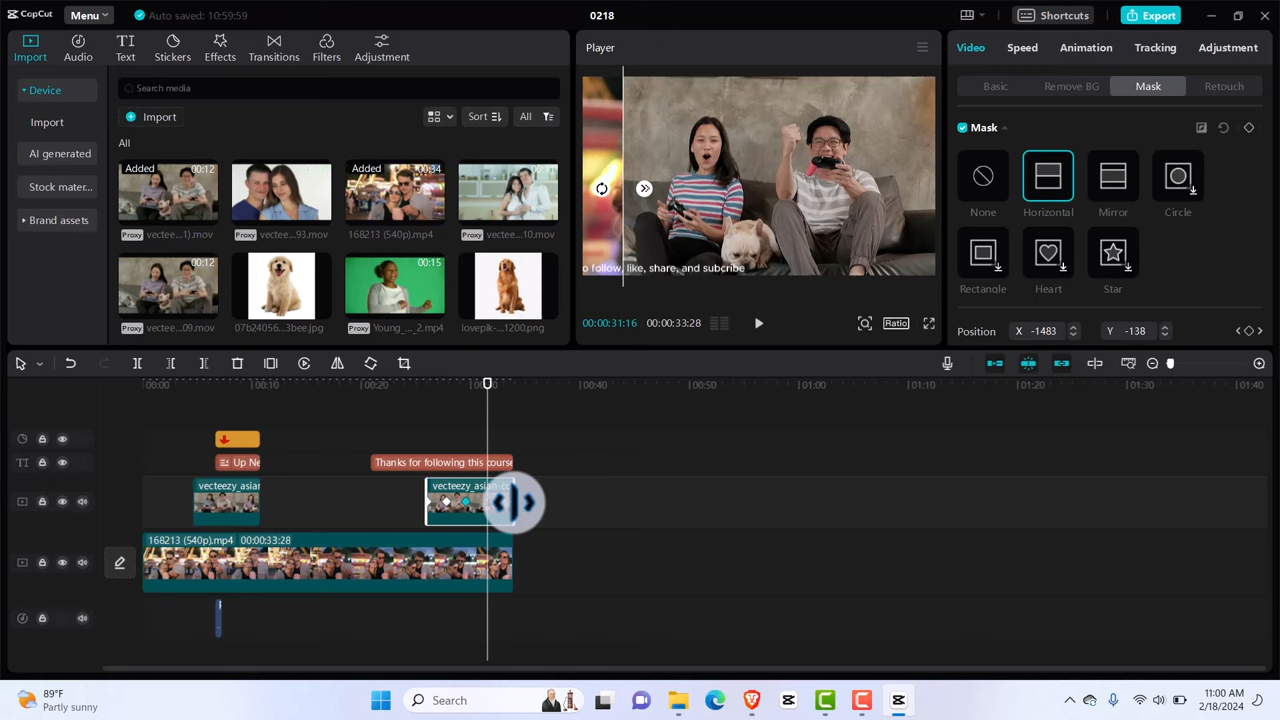 CapCut
Menu
Auto saved: 10:59:59
0218
Shortcuts
Export
Import
Audio
Text
Stickers
Effects
Transitions
Filters
Adjustment
Device
Import
AI generated
Stock mater...
Brand assets
Search media
Import
Sort
All
All
Added
00:12
Added
00:34
Proxy vectee...1).mov
Proxy vectee...93.mov
168213 (540p).mp4
Proxy vectee...10.mov
00:12
00:15
Proxy vectee...09.mov
07b24056...3bee.jpg
Proxy Young_..._2.mp4
lovepik-...1200.png
Player
o follow, like, share, and subcribe
00:00:31:16
00:00:33:28
Ratio
Video
Speed
Animation
Tracking
Adjustment
Basic
Remove BG
Mask
Retouch
Mask
None
Horizontal
Mirror
Circle
Rectangle
Heart
Star
Position
X -1483
Y -138
00:00
00:10
00:20
00:40
00:50
01:00
01:10
01:20
01:30
01:40
TI
Up Ne
Thanks for following this course
vecteezy_asian
vecteezy_asian-co
168213 (540p).mp4 00:00:33:28
89°F
Partly sunny
Search
11:00 AM
2/18/2024